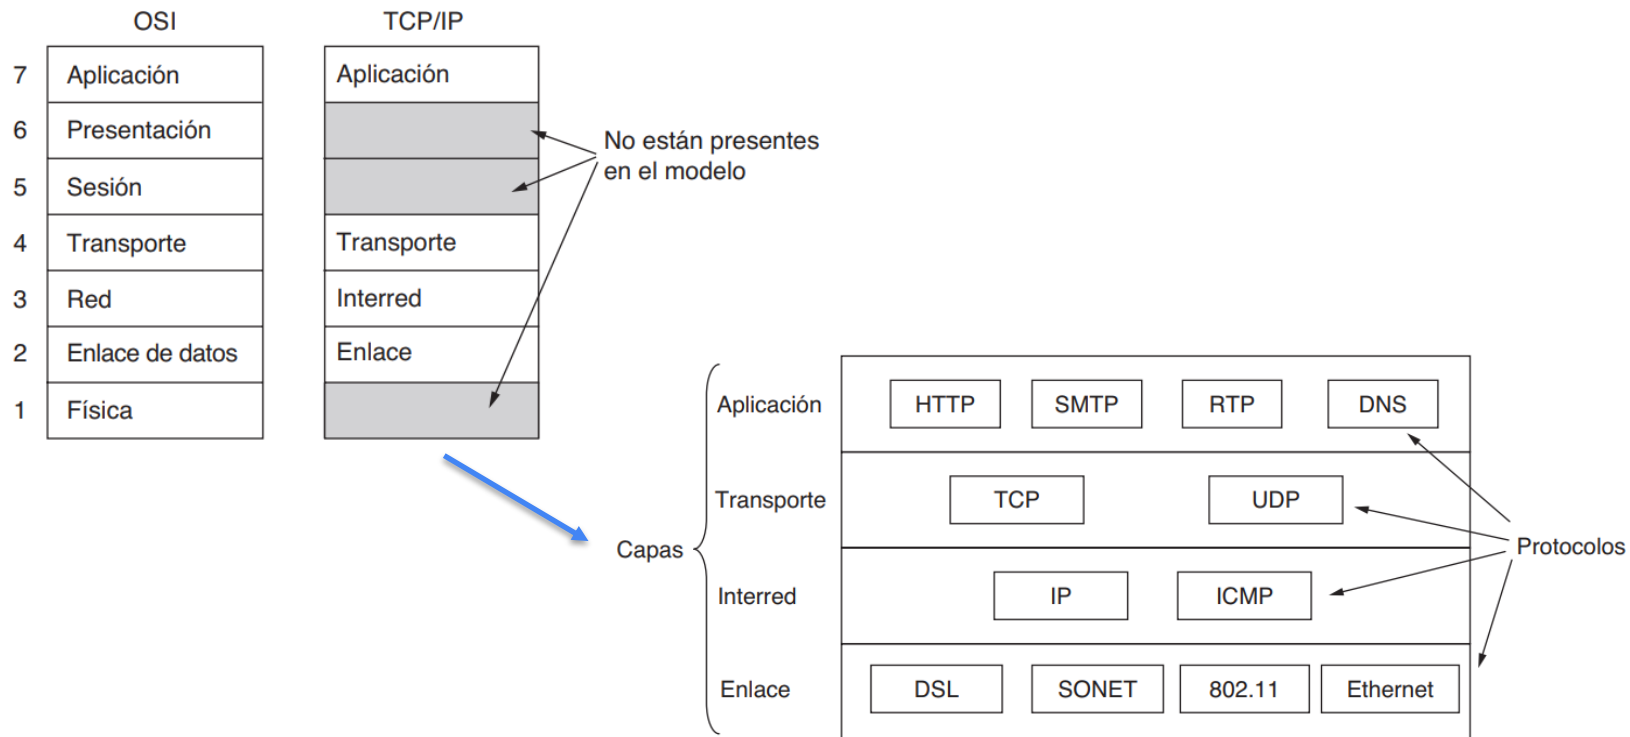 OSI
TCP/IP
7
Aplicación
Aplicación
6
Presentación
5
Sesión
No están presentes
en el modelo
4
Transporte
Transporte
3
Red
Interred
2
Enlace de datos
Enlace
1
Física
Capas
Aplicación
HTTP
SMTP
RTP
DNS
Transporte
TCP
UDP
Interred
IP
ICMP
Enlace
DSL
SONET
802.11
Ethernet
Protocolos